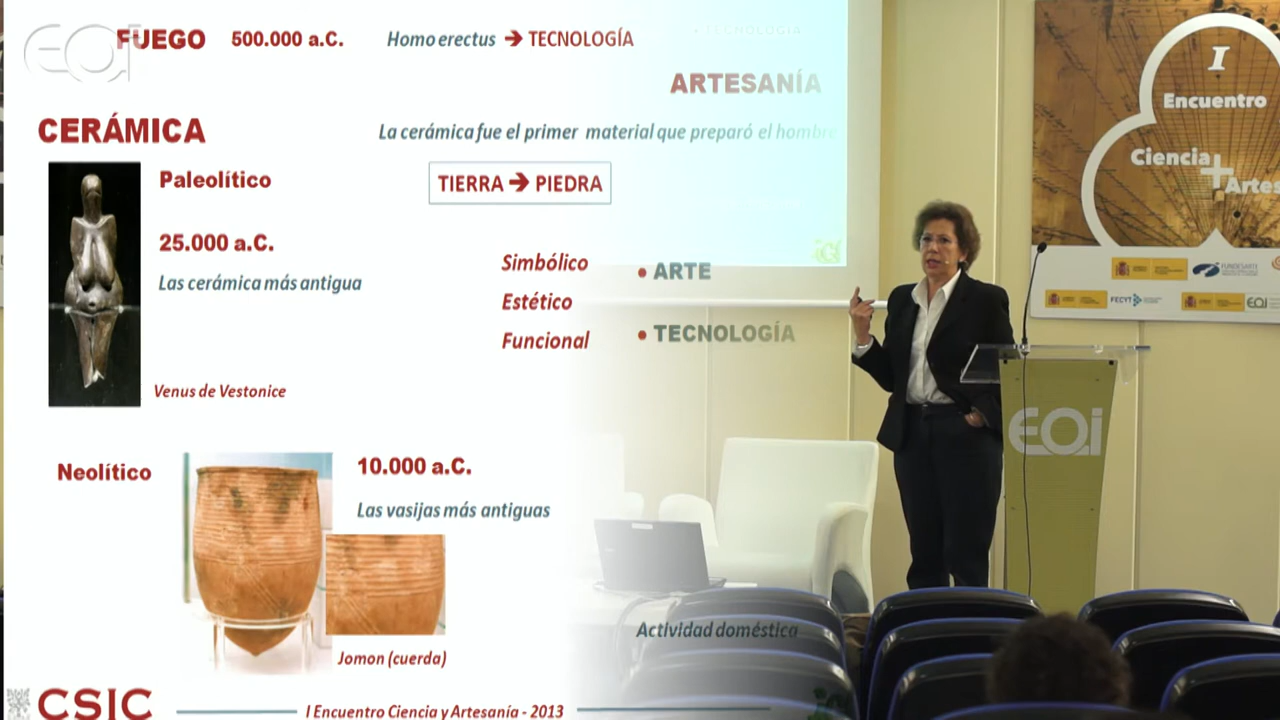 EOi
FUEGO 500.000 a.C. Homo erectus → TECNOLOGÍA
• TECNOLOGÍA
ARTESANÍA
CERÁMICA
La cerámica fue el primer material que preparó el hombre
Paleolítico
TIERRA → PIEDRA
25.000 a.C.
Las cerámica más antigua
Simbólico
Estético
Funcional
• ARTE
• TECNOLOGÍA
Venus de Vestonice
Neolítico
10.000 a.C.
Las vasijas más antiguas
Jomon (cuerda)
Actividad doméstica
CSIC
I Encuentro Ciencia y Artesanía - 2013
I
Encuentro
Ciencia
+
Artes
FUNDESARTE
FECYT
EOi
EOi